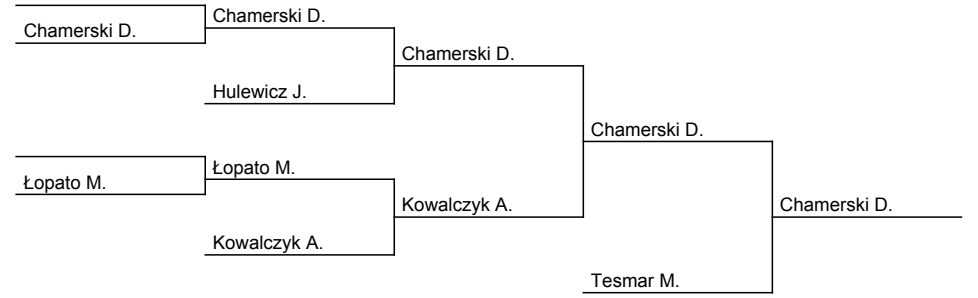 Chamerski D.
Chamerski D.
Chamerski D.
Hulewicz J.
Chamerski D.
Łopato M.
Łopato M.
Kowalczyk A.
Chamerski D.
Kowalczyk A.
Tesmar M.